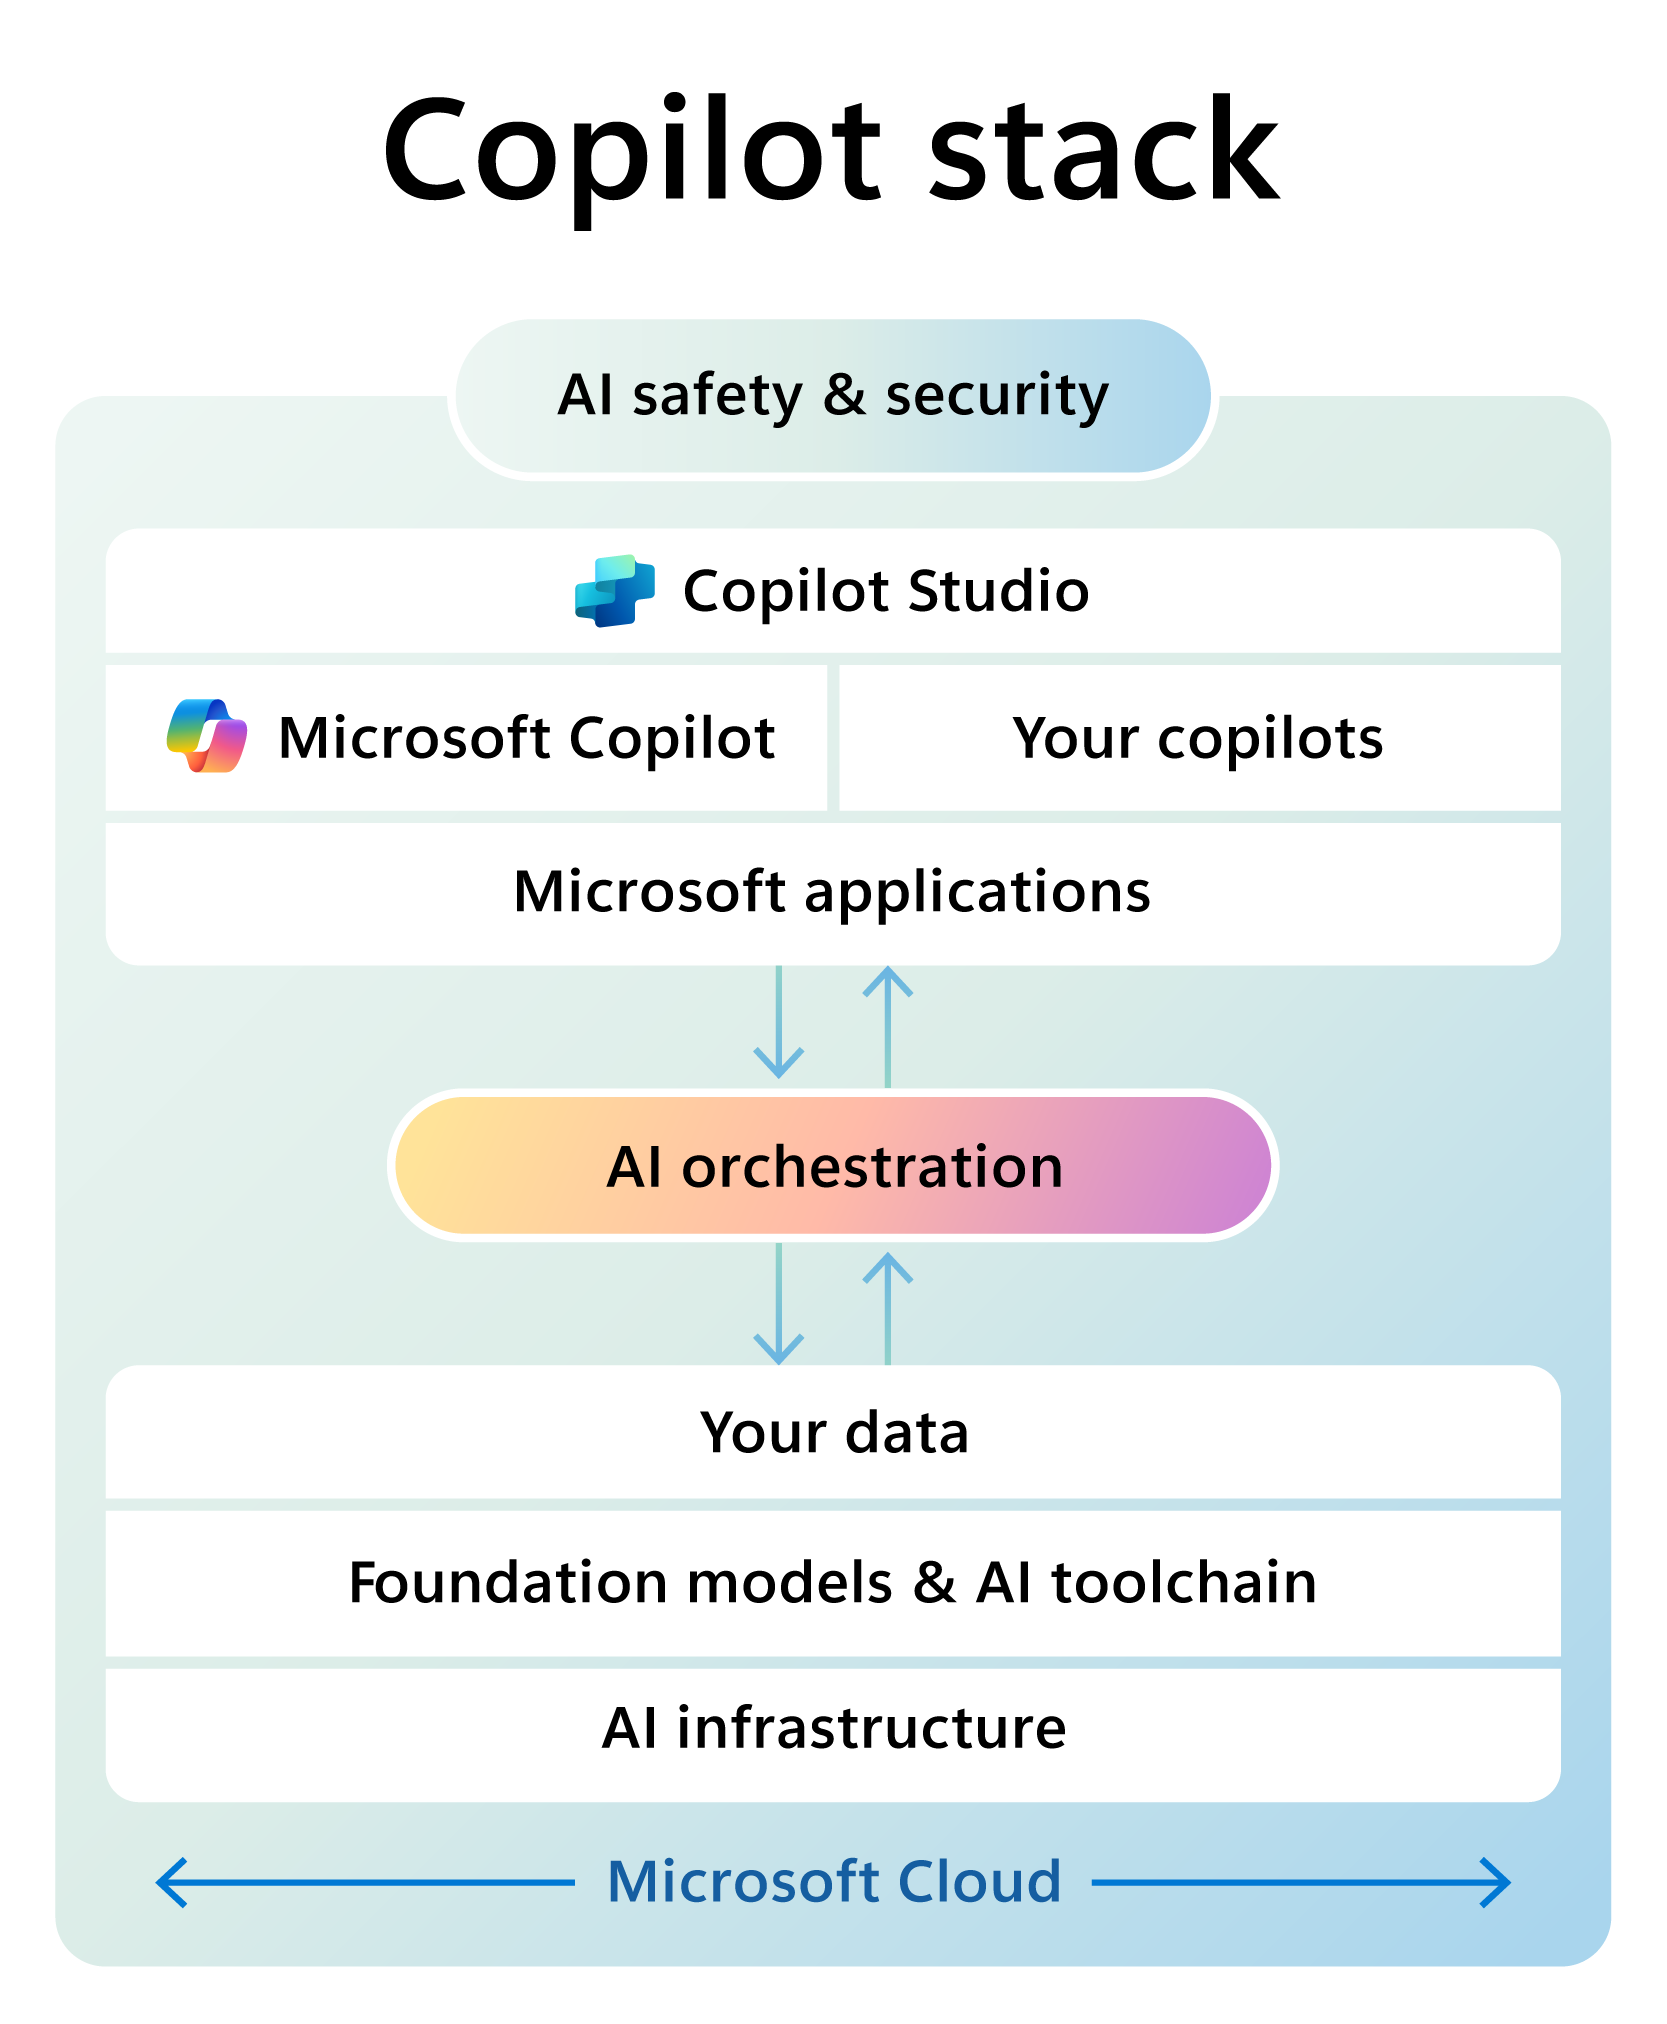 Copilot stack
AI safety & security
Copilot Studio
Microsoft Copilot
Your copilots
Microsoft applications
AI orchestration
Your data
Foundation models & AI toolchain
AI infrastructure
Microsoft Cloud